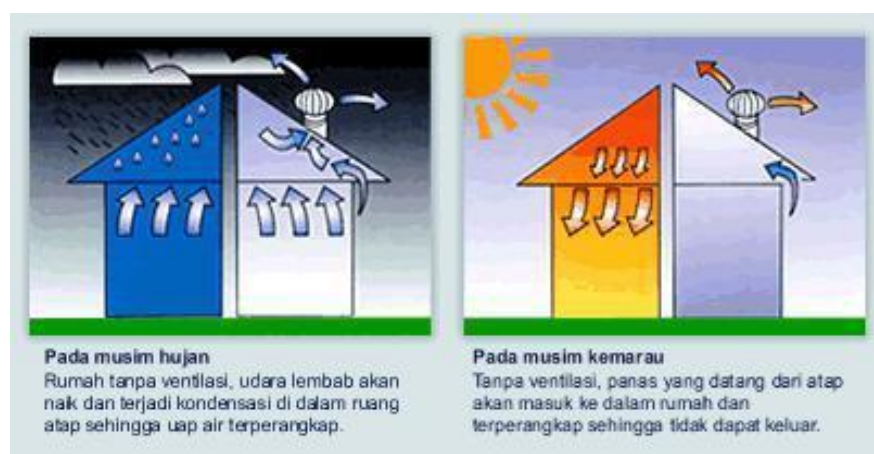 Pada musim hujan
Rumah tanpa ventilasi, udara lembab akan
naik dan terjadi kondensasi di dalam ruang
atap sehingga uap air terperangkap.
Pada musim kemarau
Tanpa ventilasi, panas yang datang dari atap
akan masuk ke dalam rumah dan
terperangkap sehingga tidak dapat keluar.